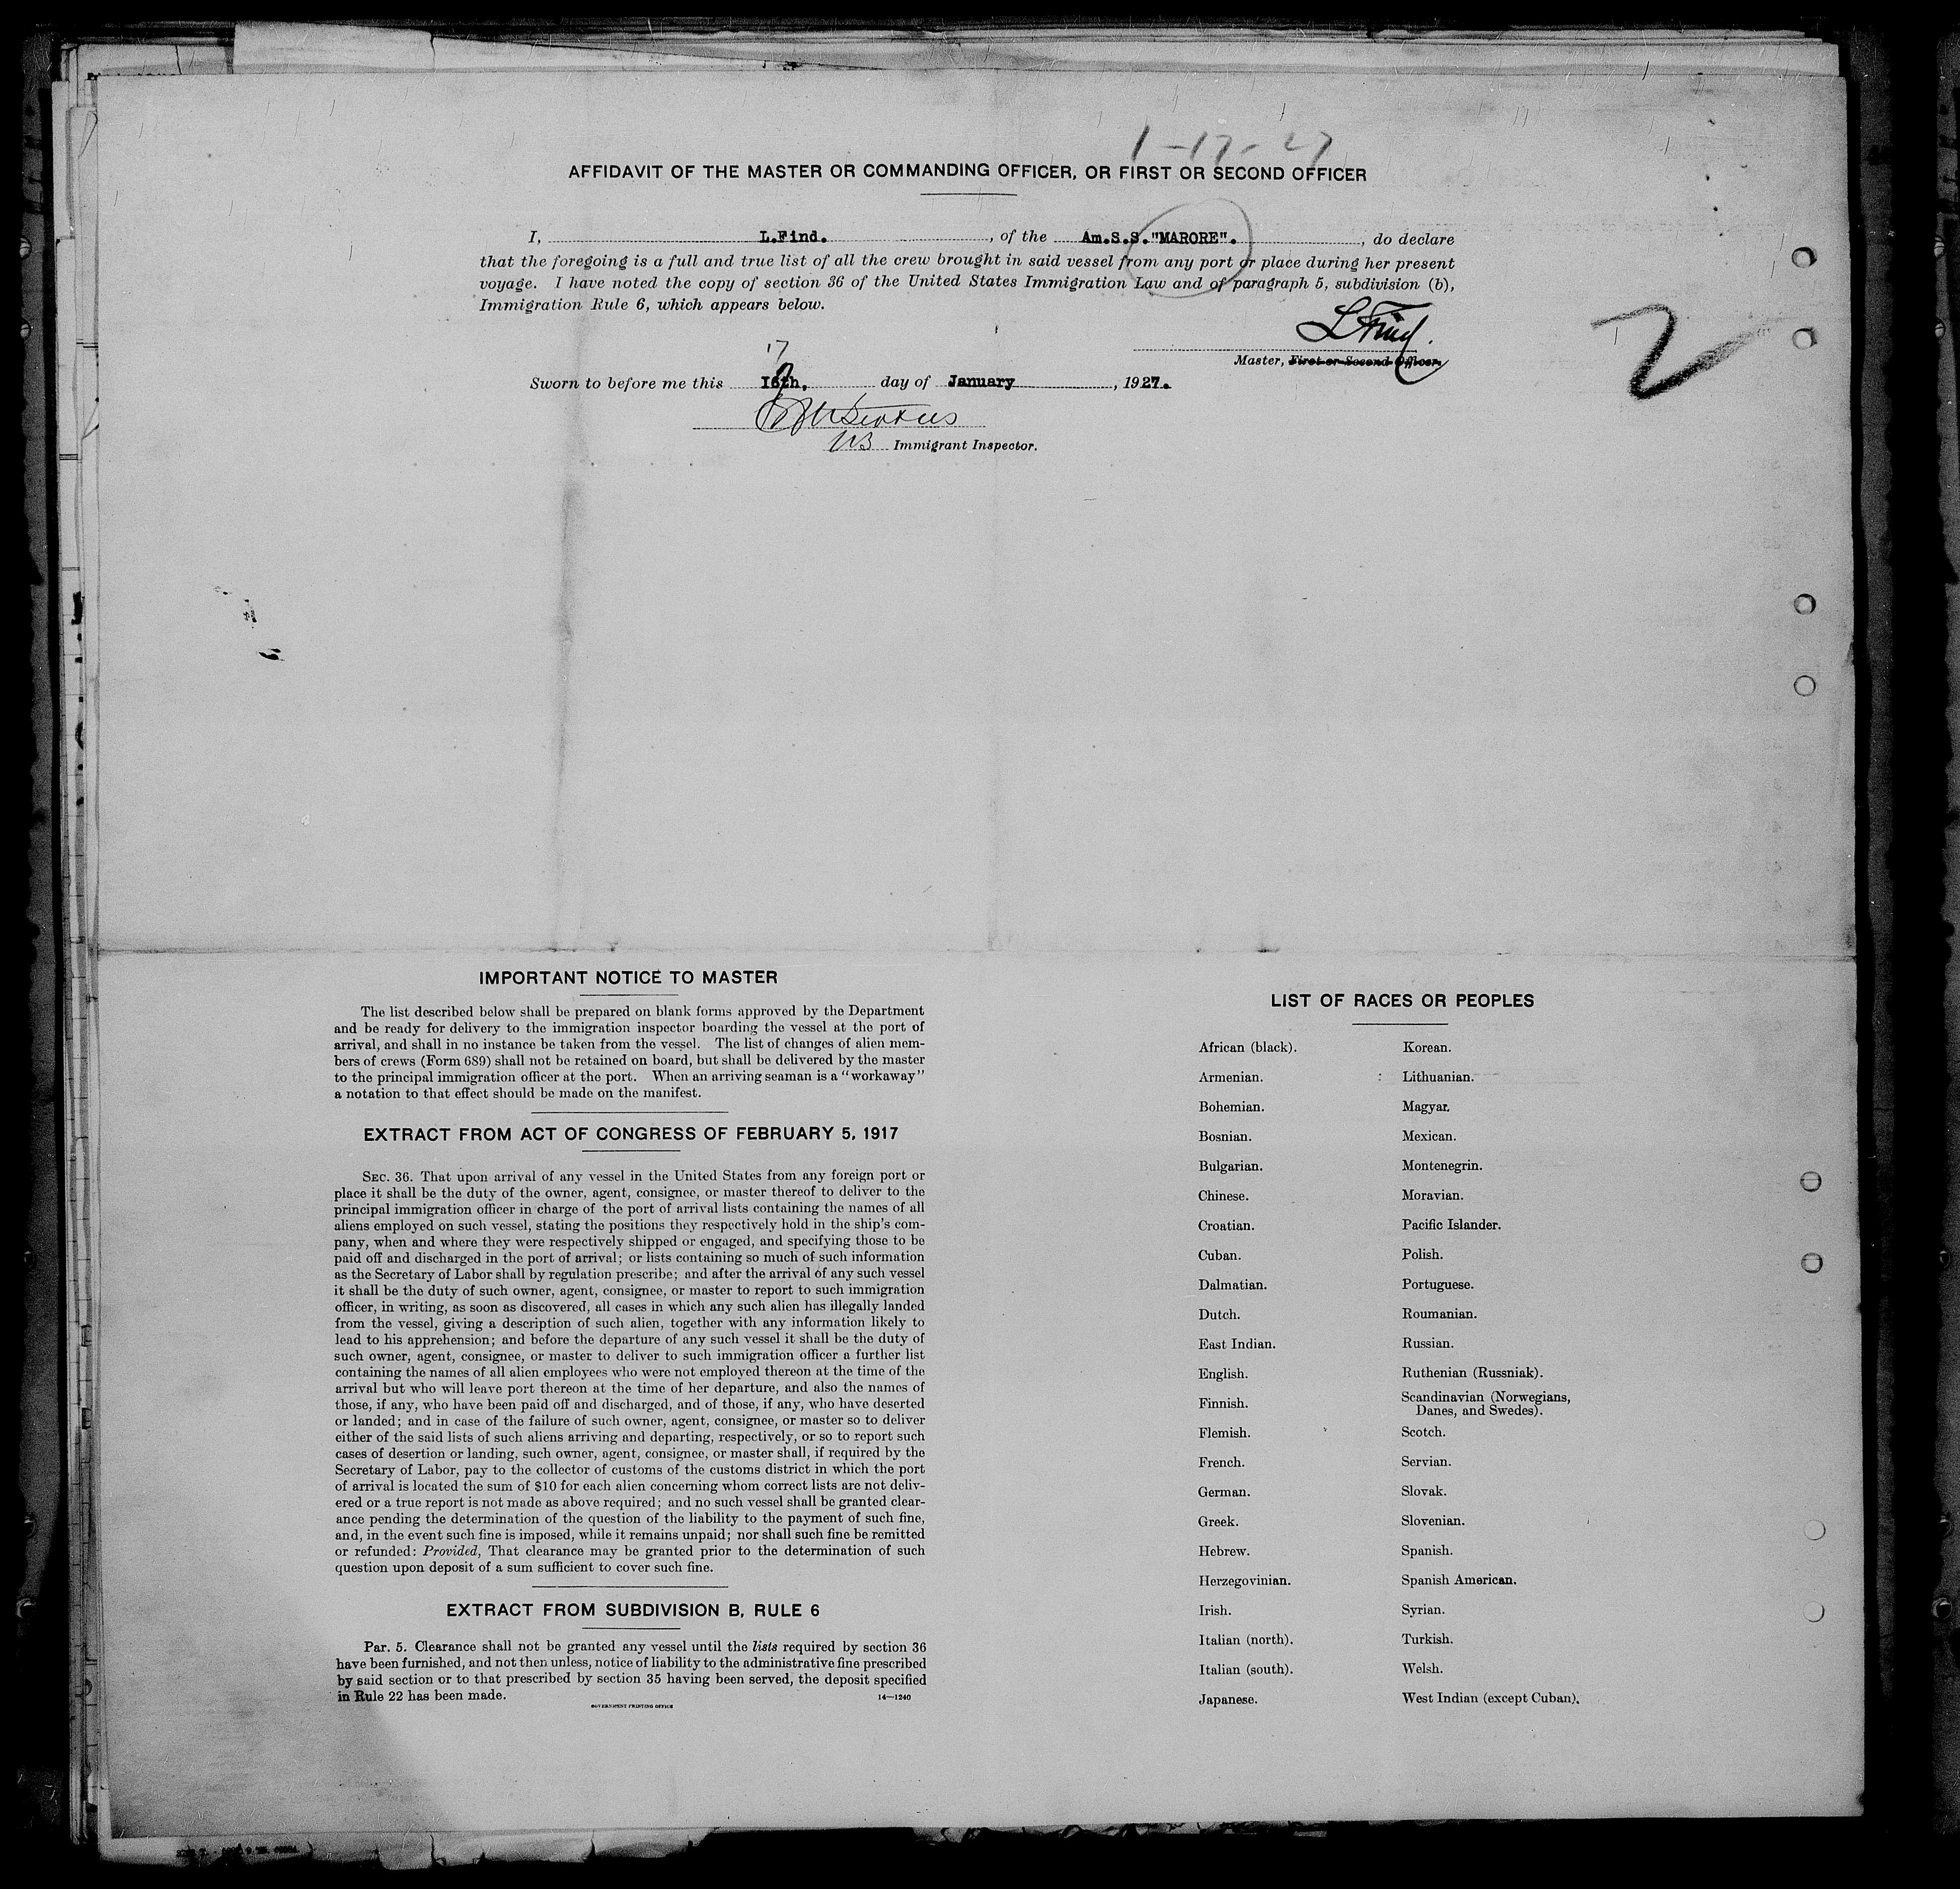 1-17-27
AFFIDAVIT OF THE MASTER OR COMMANDING OFFICER, OR FIRST OR SECOND OFFICER
I, L.Find. , of the Am.S.S."MARORE". , do declare
that the foregoing is a full and true list of all the crew brought in said vessel from any port or place during her present
voyage. I have noted the copy of section 36 of the United States Immigration Law and of paragraph 5, subdivision (b),
Immigration Rule 6, which appears below.
L Find.
2
Master, First or Second Officer.
17
Sworn to before me this 16th. day of January , 1927.
Immigrant Inspector.
IMPORTANT NOTICE TO MASTER
The list described below shall be prepared on blank forms approved by the Department
and be ready for delivery to the immigration inspector boarding the vessel at the port of
arrival, and shall in no instance be taken from the vessel. The list of changes of alien mem-
bers of crews (Form 689) shall not be retained on board, but shall be delivered by the master
to the principal immigration officer at the port. When an arriving seaman is a "workaway"
a notation to that effect should be made on the manifest.
EXTRACT FROM ACT OF CONGRESS OF FEBRUARY 5, 1917
SEC. 36. That upon arrival of any vessel in the United States from any foreign port or
place it shall be the duty of the owner, agent, consignee, or master thereof to deliver to the
principal immigration officer in charge of the port of arrival lists containing the names of all
aliens employed on such vessel, stating the positions they respectively hold in the ship's com-
pany, when and where they were respectively shipped or engaged, and specifying those to be
paid off and discharged in the port of arrival; or lists containing so much of such information
as the Secretary of Labor shall by regulation prescribe; and after the arrival of any such vessel
it shall be the duty of such owner, agent, consignee, or master to report to such immigration
officer, in writing, as soon as discovered, all cases in which any such alien has illegally landed
from the vessel, giving a description of such alien, together with any information likely to
lead to his apprehension; and before the departure of any such vessel it shall be the duty of
such owner, agent, consignee, or master to deliver to such immigration officer a further list
containing the names of all alien employees who were not employed thereon at the time of the
arrival but who will leave port thereon at the time of her departure, and also the names of
those, if any, who have been paid off and discharged, and of those, if any, who have deserted
or landed; and in case of the failure of such owner, agent, consignee, or master so to deliver
either of the said lists of such aliens arriving and departing, respectively, or so to report such
cases of desertion or landing, such owner, agent, consignee, or master shall, if required by the
Secretary of Labor, pay to the collector of customs of the customs district in which the port
of arrival is located the sum of $10 for each alien concerning whom correct lists are not deliv-
ered or a true report is not made as above required; and no such vessel shall be granted clear-
ance pending the determination of the question of the liability to the payment of such fine,
and, in the event such fine is imposed, while it remains unpaid; nor shall such fine be remitted
or refunded: Provided, That clearance may be granted prior to the determination of such
question upon deposit of a sum sufficient to cover such fine.
EXTRACT FROM SUBDIVISION B, RULE 6
Par. 5. Clearance shall not be granted any vessel until the lists required by section 36
have been furnished, and not then unless, notice of liability to the administrative fine prescribed
by said section or to that prescribed by section 35 having been served, the deposit specified
in Rule 22 has been made.
14—1240
GOVERNMENT PRINTING OFFICE
LIST OF RACES OR PEOPLES
African (black).
Armenian.
Bohemian.
Bosnian.
Bulgarian.
Chinese.
Croatian.
Cuban.
Dalmatian.
Dutch.
East Indian.
English.
Finnish.
Flemish.
French.
German.
Greek.
Hebrew.
Herzegovinian.
Irish.
Italian (north).
Italian (south).
Japanese.
Korean.
Lithuanian.
Magyar.
Mexican.
Montenegrin.
Moravian.
Pacific Islander.
Polish.
Portuguese.
Roumanian.
Russian.
Ruthenian (Russniak).
Scandinavian (Norwegians,
Danes, and Swedes).
Scotch.
Servian.
Slovak.
Slovenian.
Spanish.
Spanish American.
Syrian.
Turkish.
Welsh.
West Indian (except Cuban).